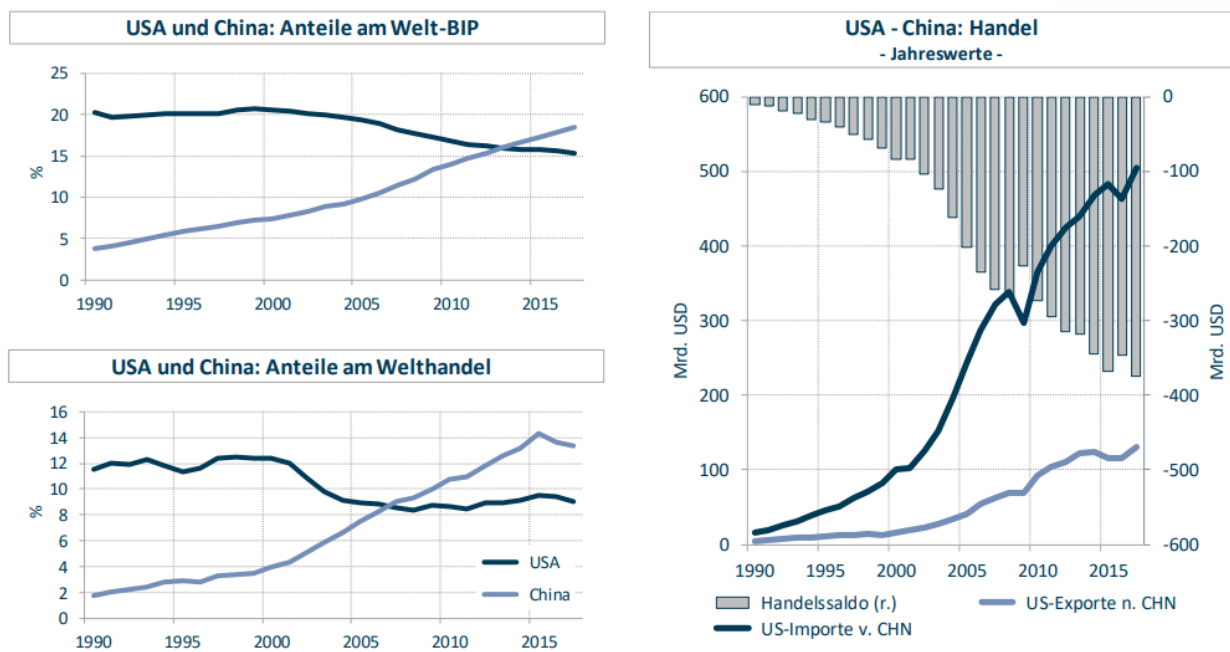 USA und China: Anteile am Welt-BIP
25
20
15
10
5
0
%
1990 1995 2000 2005 2010 2015
USA und China: Anteile am Welthandel
16
14
12
10
8
6
4
2
0
%
USA
China
1990 1995 2000 2005 2010 2015
USA - China: Handel
- Jahreswerte -
600
500
400
300
200
100
0
Mrd. USD
0
-100
-200
-300
-400
-500
-600
Mrd. USD
1990 1995 2000 2005 2010 2015
Handelssaldo (r.) US-Exporte n. CHN
US-Importe v. CHN